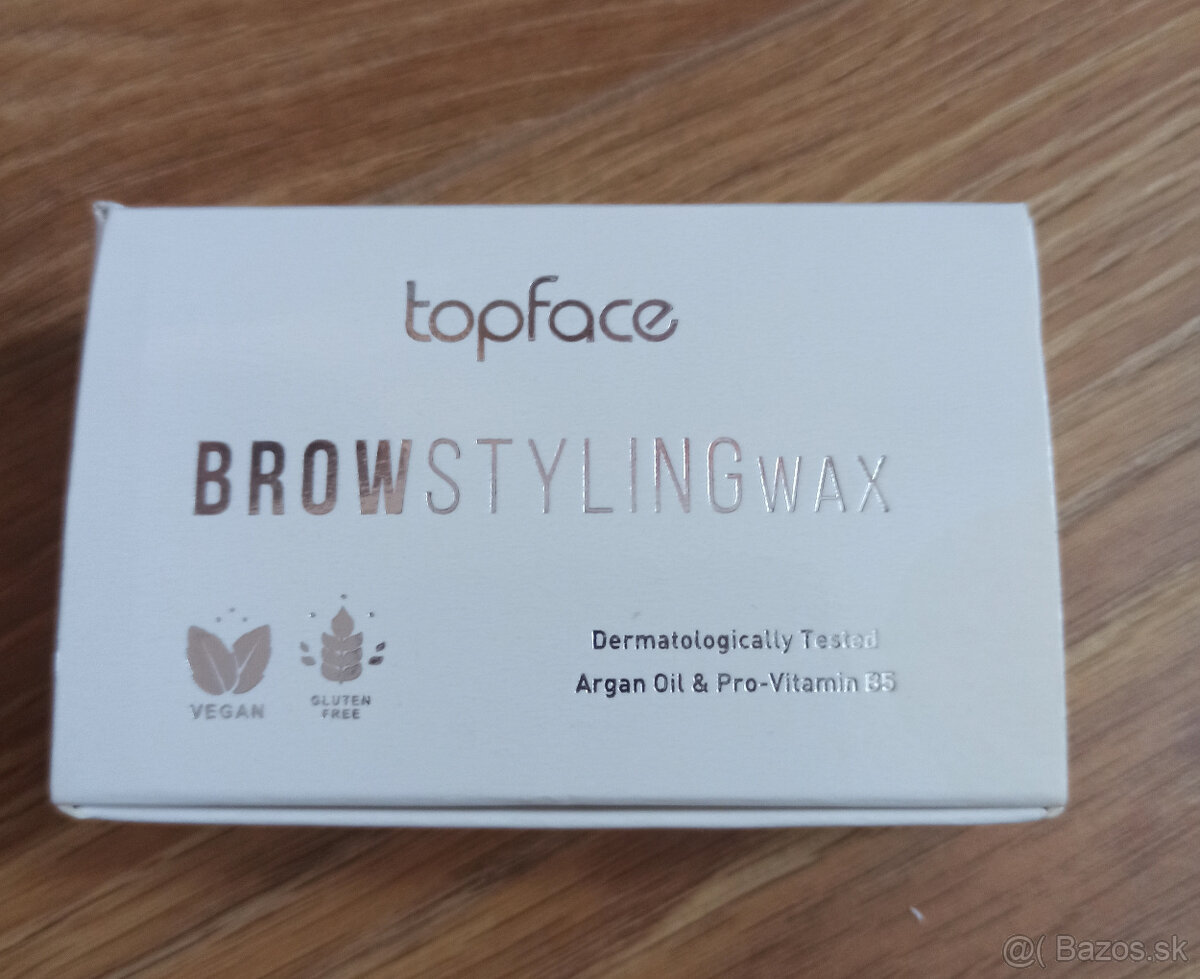 topface
BROWSTYLINGWAX
Dermatologically Tested
Argan Oil & Pro-Vitamin B5
VEGAN
GLUTEN
FREE
@( Bazos.sk